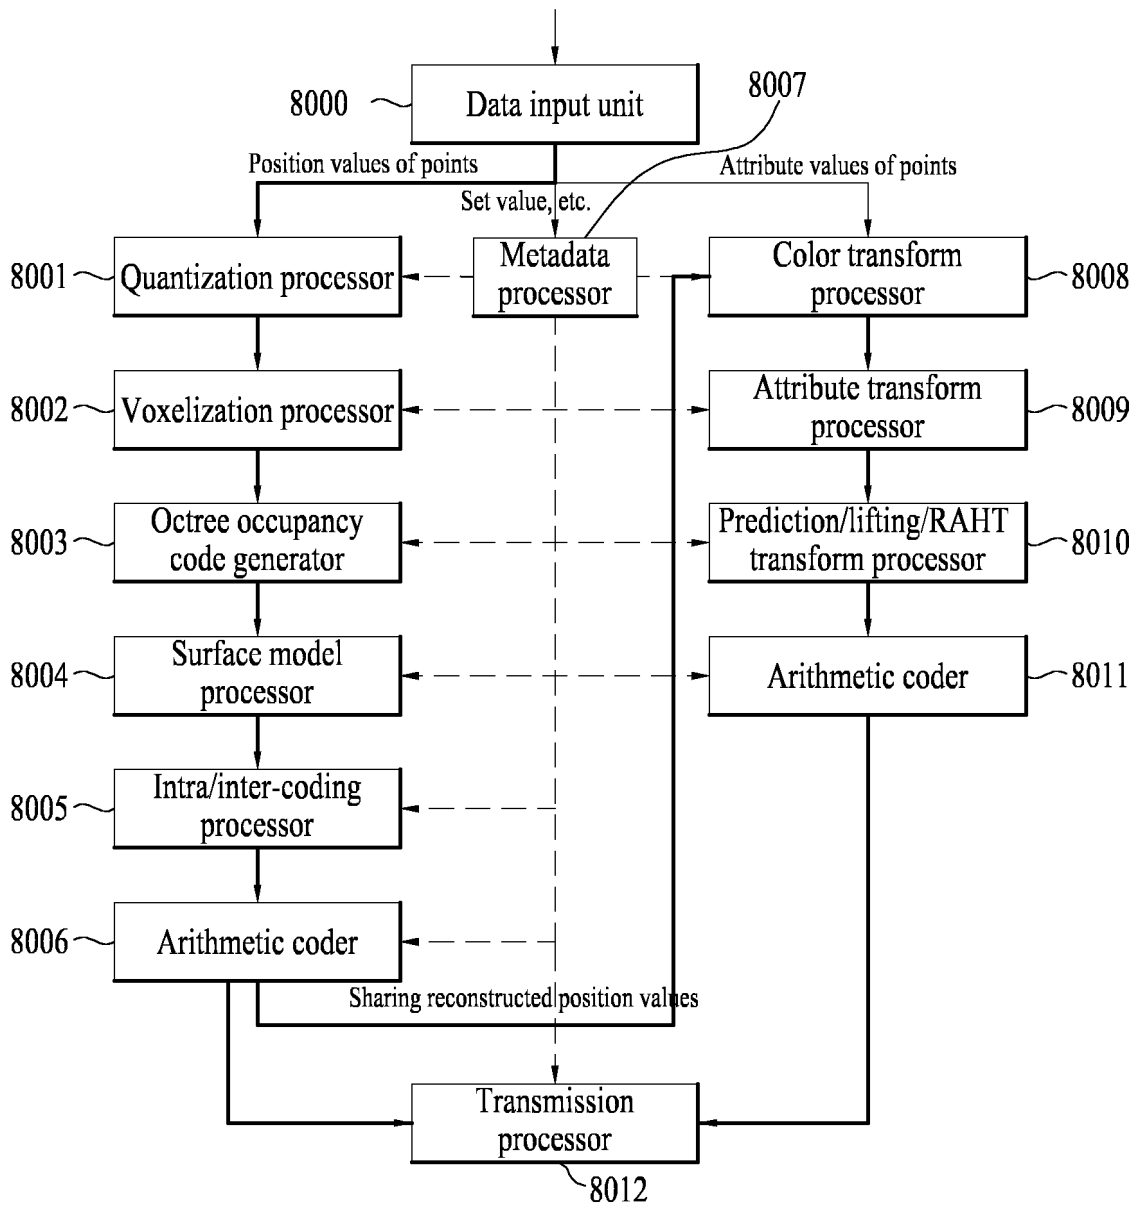 8000
Data input unit
8007
Position values of points
Attribute values of points
Set value, etc.
8001
Quantization processor
Metadata
processor
Color transform
processor
8008
8002
Voxelization processor
Attribute transform
processor
8009
8003
Octree occupancy
code generator
Prediction/lifting/RAHT
transform processor
8010
8004
Surface model
processor
Arithmetic coder
8011
8005
Intra/inter-coding
processor
8006
Arithmetic coder
Sharing reconstructed position values
Transmission
processor
8012